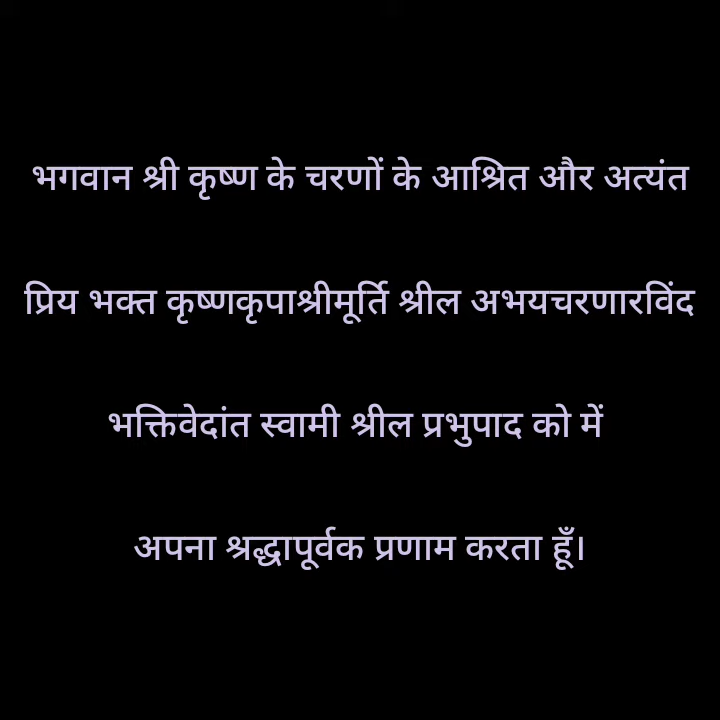 भगवान श्री कृष्ण के चरणों के आश्रित और अत्यंत
प्रिय भक्त कृष्णकृपाश्रीमूर्ति श्रील अभयचरणारविंद
भक्तिवेदांत स्वामी श्रील प्रभुपाद को में
अपना श्रद्धापूर्वक प्रणाम करता हूँ।